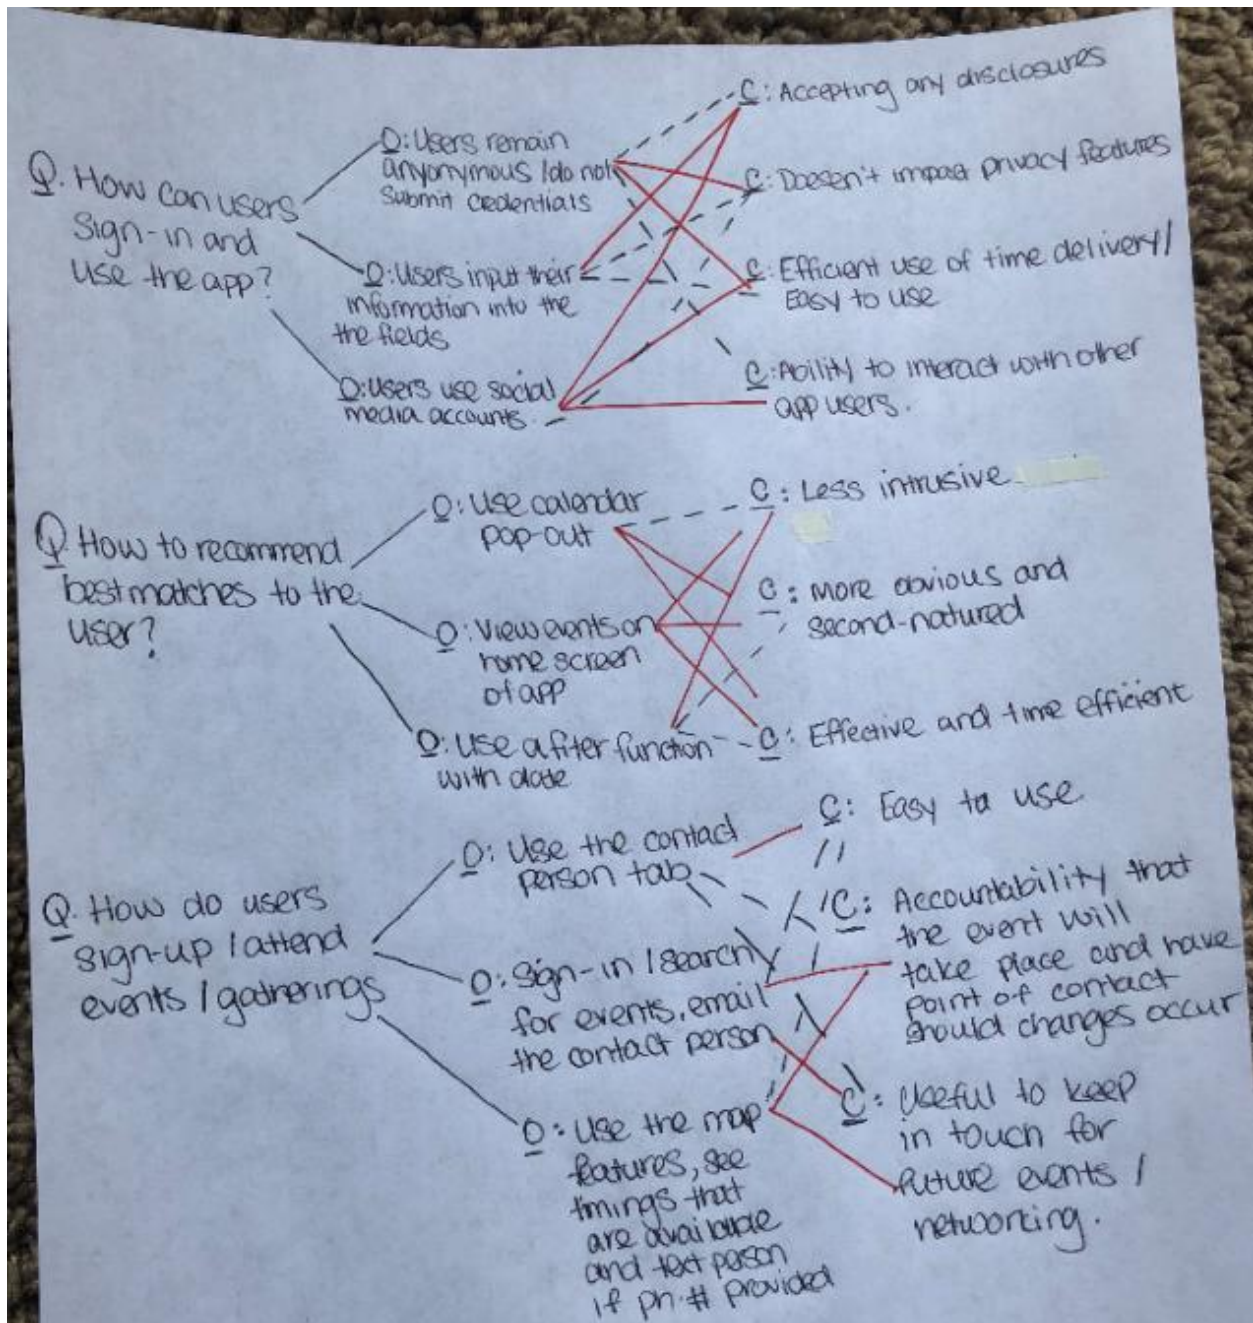 Q. How can users
Sign-in and
use the app?
O: Users remain
anyonymous / do not
submit credentials
O: Users input their
information into the
the fields
O: Users use social
media accounts.
C: Accepting any disclosures
C: Doesen't impact privacy features
C: Efficient use of time delivery /
Easy to use
C: Ability to interact with other
app users.
Q. How to recommend
best matches to the
user?
O: Use calendar
pop-out
O: View events on
home screen
of app
O: Use a filter function
with date
C: Less intrusive
C: More obvious and
second-natured
C: Effective and time efficient
Q. How do users
sign-up / attend
events / gatherings
O: Use the contact
person tab
O: Sign-in / search
for events, email
the contact person
O: Use the map
features, see
timings that
are available
and text person
if ph. # provided
C: Easy to use
C: Accountability that
the event will
take place and have
point of contact
should changes occur
C: Useful to keep
in touch for
future events /
networking.